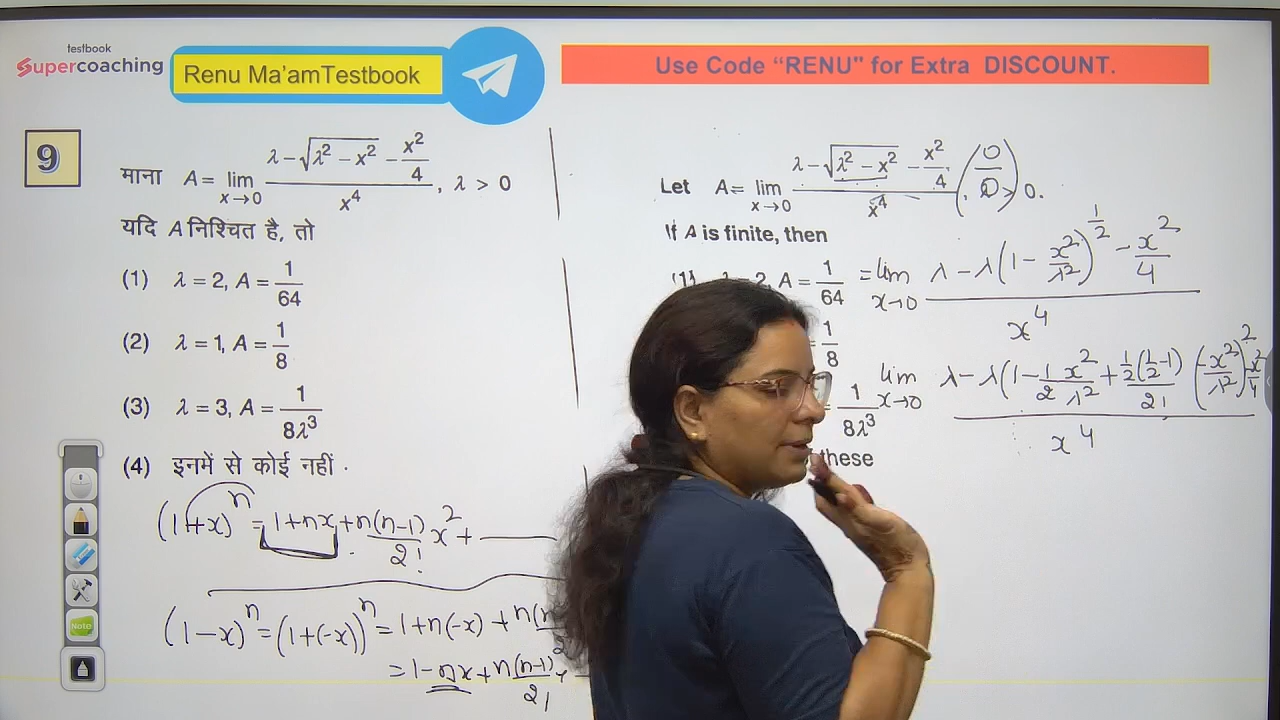 testbook
Supercoaching
Renu Ma'amTestbook
Use Code “RENU" for Extra DISCOUNT.
9
माना A= lim x→0 (λ − √(λ² − x²) − x²/4) / x⁴ , λ > 0
यदि A निश्चित है, तो
(1) λ = 2, A = 1/64
(2) λ = 1, A = 1/8
(3) λ = 3, A = 1/8λ³
(4) इनमें से कोई नहीं .
(1+x)ⁿ = 1+nx+n(n-1)/2! x²+
(1-x)ⁿ = (1+(-x))ⁿ = 1+n(-x)+
= 1-nx+n(n-1)/2!
Let A= lim x→0 (λ − √(λ² − x²) − x²/4) / x⁴ , (0/0) > 0.
If A is finite, then
2, A = 1/64
= 1/8
= 1/8λ³
these
= lim x→0 (λ - λ(1 - x²/λ²)^(1/2) - x²/4) / x⁴
lim x→0 (λ - λ(1 - 1/2 x²/λ² + 1/2(1/2-1)/2! (-x²/λ²)² - x²/4) / x⁴
Note